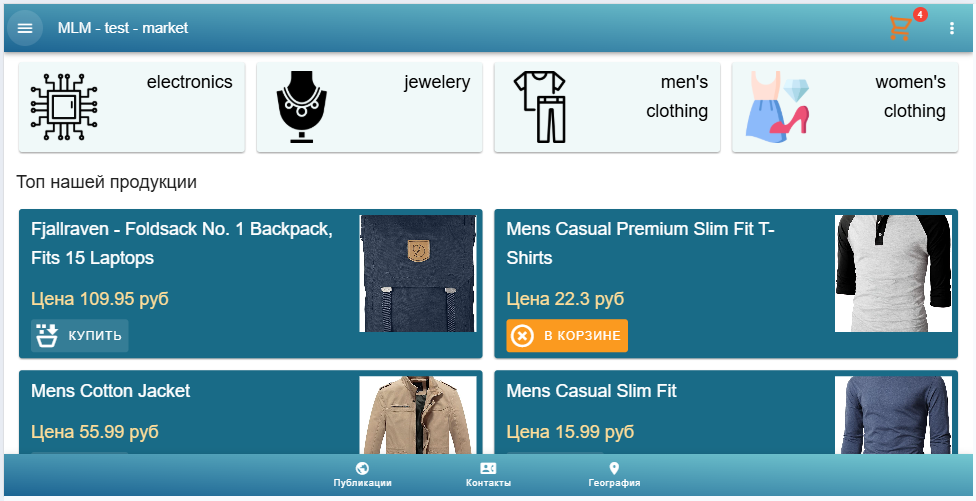 MLM - test - market
4
electronics
jewelery
men's
clothing
women's
clothing
Топ нашей продукции
Fjallraven - Foldsack No. 1 Backpack,
Fits 15 Laptops
Цена 109.95 руб
КУПИТЬ
Mens Casual Premium Slim Fit T-
Shirts
Цена 22.3 руб
В КОРЗИНЕ
Mens Cotton Jacket
Цена 55.99 руб
Mens Casual Slim Fit
Цена 15.99 руб
Публикации
Контакты
География